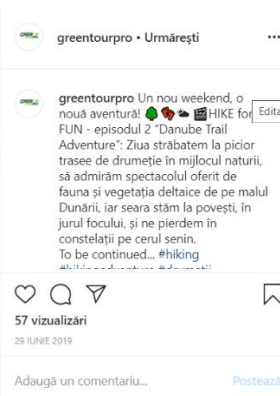 greentourpro • Urmărești
greentourpro Un nou weekend, o
nouă aventură! HIKE for
Edita
FUN - episodul 2 “Danube Trail
Adventure”: Ziua străbatem la picior
trasee de drumeție în mijlocul naturii,
să admirăm spectacolul oferit de
fauna și vegetația deltaice de pe malul
Dunării, iar seara stăm la povești, în
jurul focului, și ne pierdem în
constelații pe cerul senin.
To be continued... #hiking
#hikingadventure #drumetii
57 vizualizări
29 IUNIE 2019
Adaugă un comentariu...
Postează